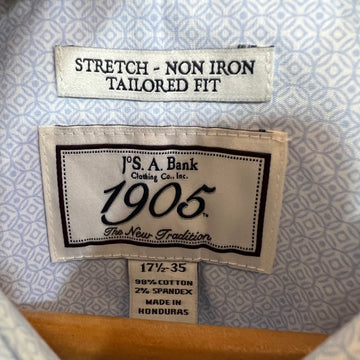 STRETCH - NON IRON
TAILORED FIT
JoS. A. Bank
Clothing Co., Inc.
1905™
The New Tradition
17½-35
98% COTTON
2% SPANDEX
MADE IN
HONDURAS